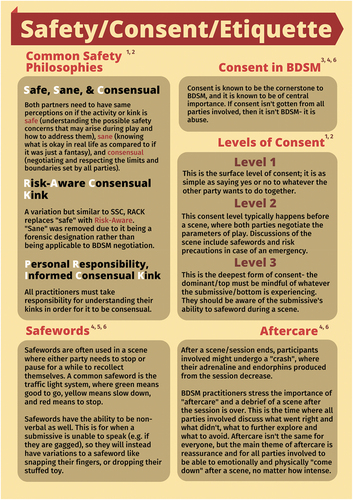 Safety/Consent/Etiquette
Common Safety 1, 2
Philosophies
Safe, Sane, & Consensual
Both partners need to have same
perceptions on if the activity or kink is
safe (understanding the possible safety
concerns that may arise during play and
how to address them), sane (knowing
what is okay in real life as compared to if
it was just a fantasy), and consensual
(negotiating and respecting the limits and
boundaries set by all parties).
Risk-Aware Consensual
Kink
A variation but similar to SSC, RACK
replaces "safe" with Risk-Aware.
"Sane" was removed due to it being a
forensic designation rather than
being applicable to BDSM negotiation.
Personal Responsibility,
Informed Consensual Kink
All practitioners must take
responsibility for understanding their
kinks in order for it to be consensual.
Consent in BDSM 3, 4, 6
Consent is known to be the cornerstone to
BDSM, and it is known to be of central
importance. If consent isn't gotten from all
parties involved, then it isn't BDSM- it is
abuse.
Levels of Consent 1, 2
Level 1
This is the surface level of consent; it is as
simple as saying yes or no to whatever the
other party wants to do together.
Level 2
This consent level typically happens before
a scene, where both parties negotiate the
parameters of play. Discussions of the
scene include safewords and risk
precautions in case of an emergency.
Level 3
This is the deepest form of consent- the
dominant/top must be mindful of whatever
the submissive/bottom is experiencing.
They should be aware of the submissive's
ability to safeword during a scene.
Safewords 4, 5, 6
Safewords are often used in a scene
where either party needs to stop or
pause for a while to recollect
themselves. A common safeword is the
traffic light system, where green means
good to go, yellow means slow down,
and red means to stop.
Safewords have the ability to be non-
verbal as well. This is for when a
submissive is unable to speak (e.g. if
they are gagged), so they will instead
have variations to a safeword like
snapping their fingers, or dropping their
stuffed toy.
Aftercare 4, 6
After a scene/session ends, participants
involved might undergo a "crash", where
their adrenaline and endorphins produced
from the session decrease.
BDSM practitioners stress the importance of
"aftercare" and a debrief of a scene after
the session is over. This is the time where all
parties involved discuss what went right and
what didn't, what to further explore and
what to avoid. Aftercare isn't the same for
everyone, but the main theme of aftercare is
reassurance and for all parties involved to
be able to emotionally and physically "come
down" after a scene, no matter how intense.